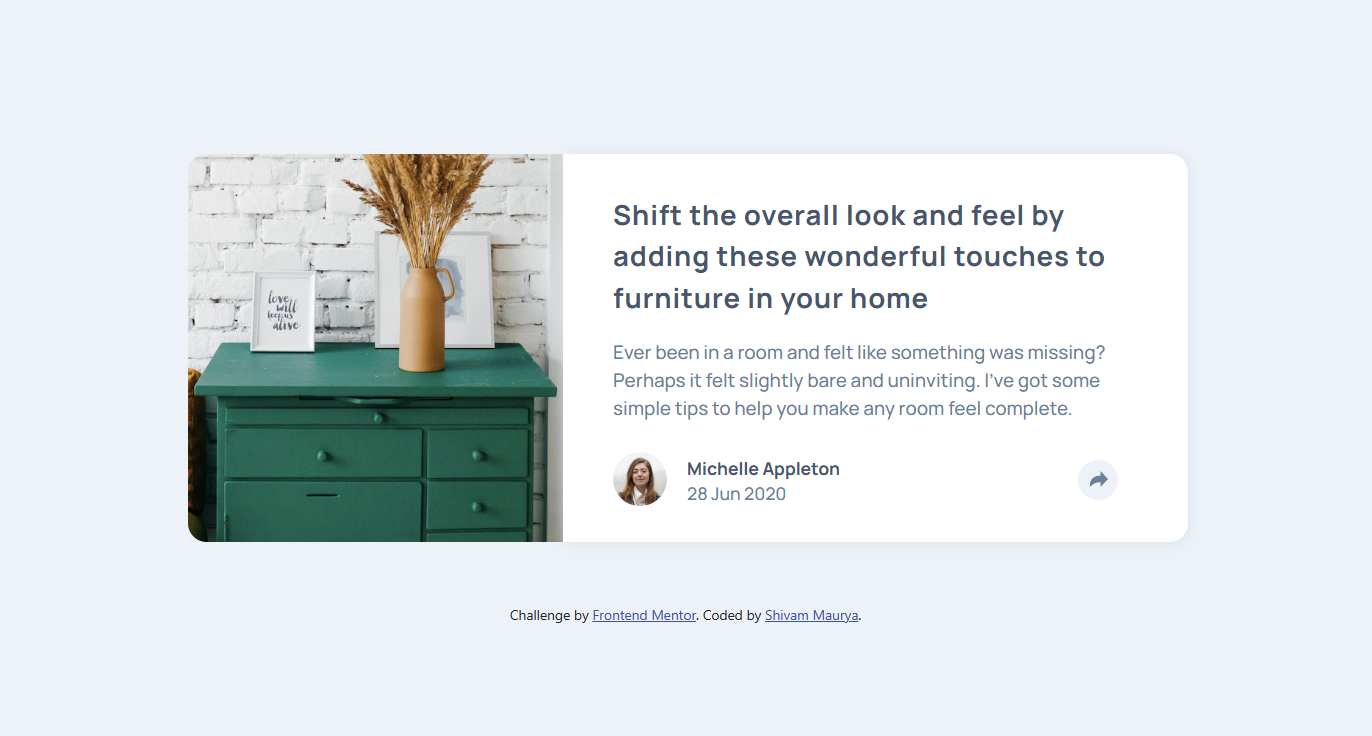 love
will
keep us
alive
Shift the overall look and feel by
adding these wonderful touches to
furniture in your home
Ever been in a room and felt like something was missing?
Perhaps it felt slightly bare and uninviting. I've got some
simple tips to help you make any room feel complete.
Michelle Appleton
28 Jun 2020
Challenge by Frontend Mentor. Coded by Shivam Maurya.